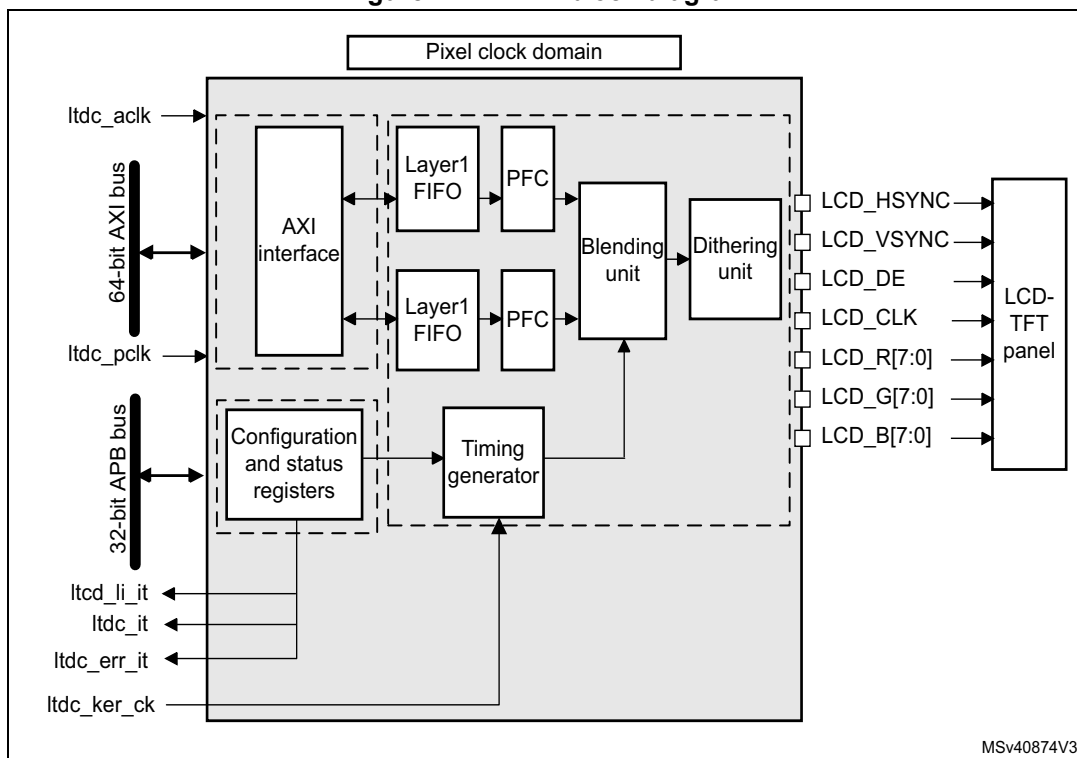 Pixel clock domain
ltdc_aclk
64-bit AXI bus
ltdc_pclk
32-bit APB bus
AXI
interface
Layer1
FIFO
PFC
Layer1
FIFO
PFC
Blending
unit
Dithering
unit
Configuration
and status
registers
Timing
generator
LCD_HSYNC
LCD_VSYNC
LCD_DE
LCD_CLK
LCD_R[7:0]
LCD_G[7:0]
LCD_B[7:0]
LCD-
TFT
panel
ltcd_li_it
ltdc_it
ltdc_err_it
ltdc_ker_ck
MSv40874V3